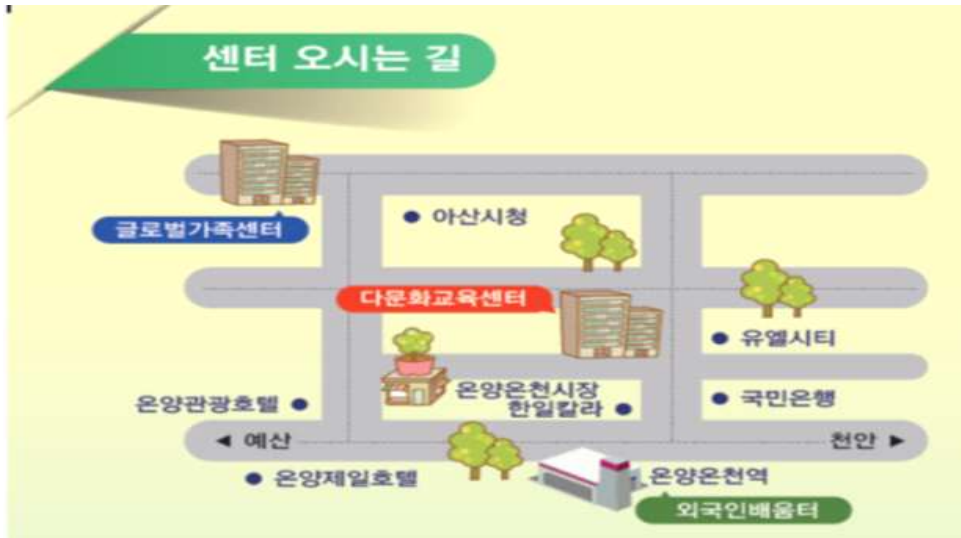 센터 오시는 길
글로벌가족센터
아산시청
다문화교육센터
유엘시티
온양온천시장
한일칼라
국민은행
온양관광호텔
◀ 예산
천안 ▶
온양제일호텔
온양온천역
외국인배움터